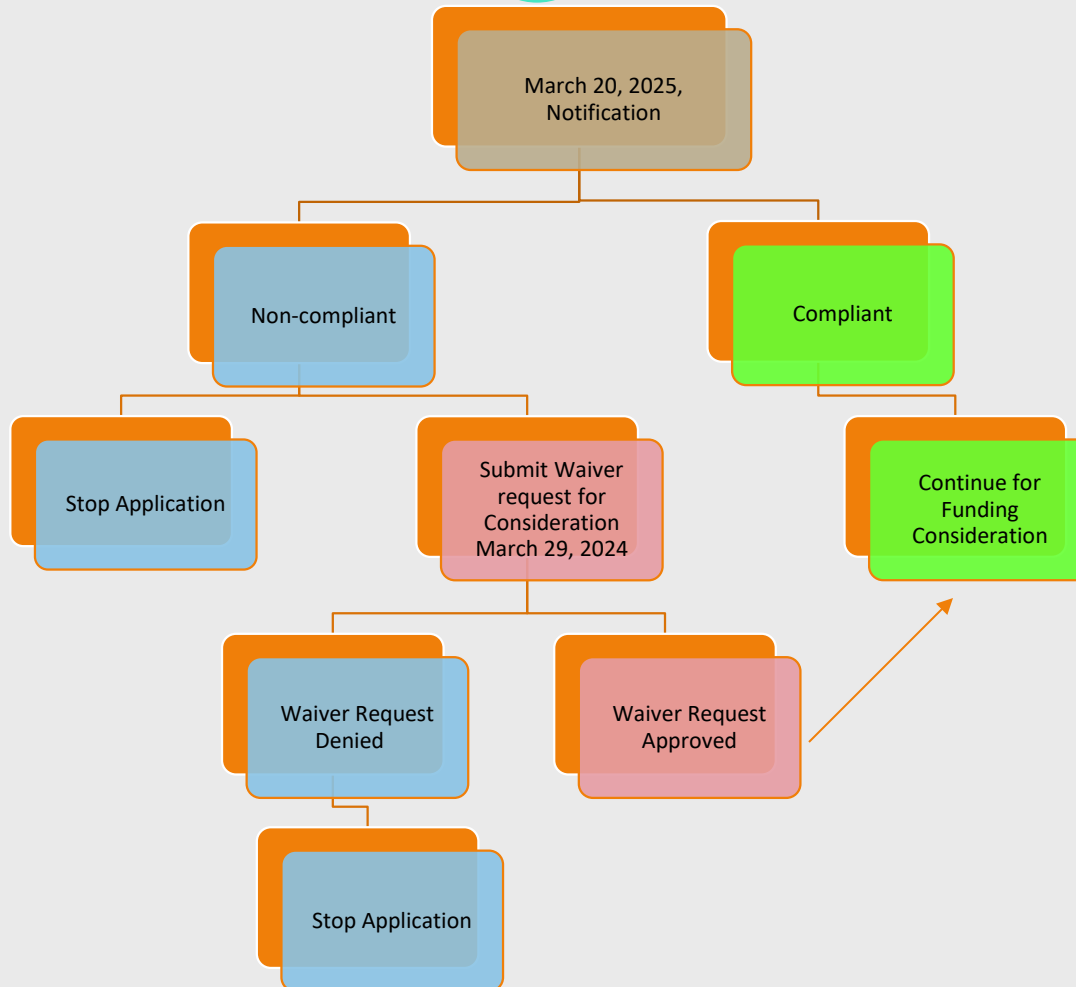 March 20, 2025,
Notification
Non-compliant
Compliant
Stop Application
Submit Waiver
request for
Consideration
March 29, 2024
Continue for
Funding
Consideration
Waiver Request
Denied
Waiver Request
Approved
Stop Application